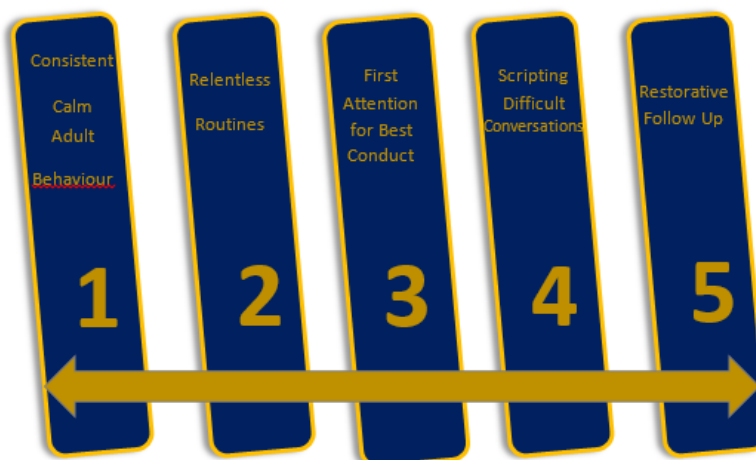 Consistent
Calm
Adult
Behaviour
1
Relentless
Routines
2
First
Attention
for Best
Conduct
3
Scripting
Difficult
Conversations
4
Restorative
Follow Up
5